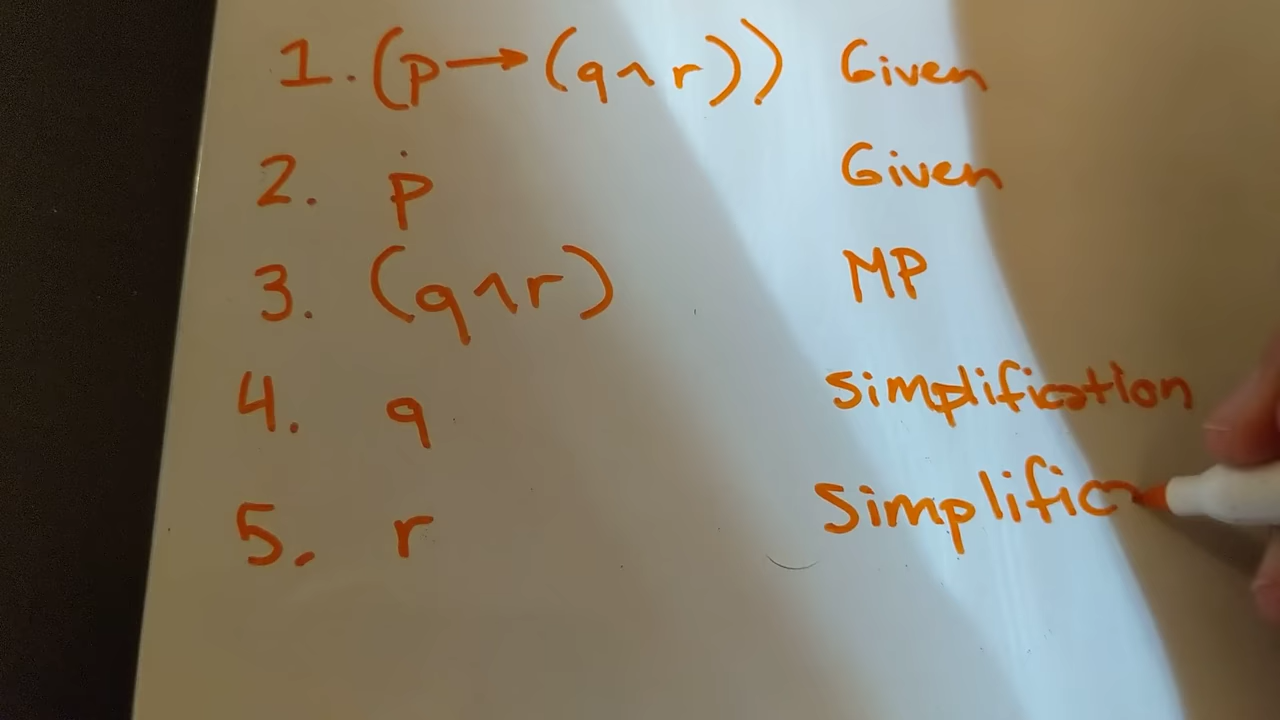 1. (p→(q∧r)) Given
2. p Given
3. (q∧r) MP
4. q simplification
5. r simplific